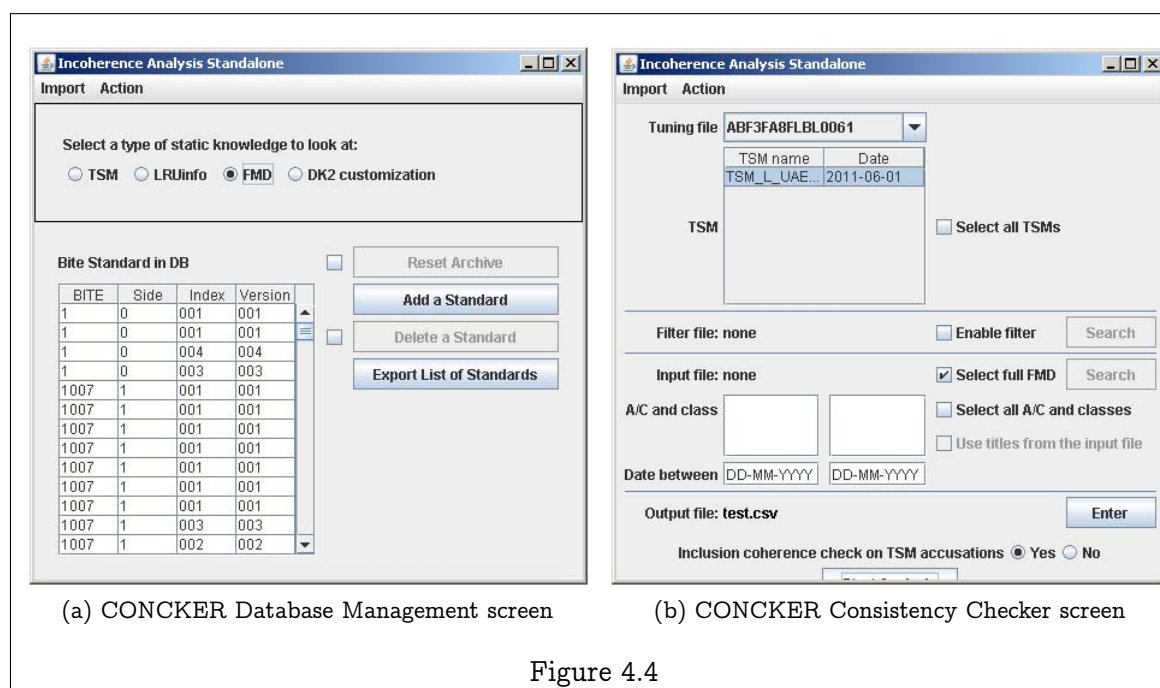 Incoherence Analysis Standalone
Import Action
Select a type of static knowledge to look at:
TSM LRUinfo FMD DK2 customization
Bite Standard in DB
Reset Archive
Add a Standard
Delete a Standard
Export List of Standards
BITE Side Index Version
1 0 001 001
1 0 001 001
1 0 004 004
1 0 003 003
1007 1 001 001
1007 1 001 001
1007 1 001 001
1007 1 001 001
1007 1 001 001
1007 1 001 001
1007 1 001 001
1007 1 003 003
1007 1 002 002
(a) CONCKER Database Management screen
Incoherence Analysis Standalone
Import Action
Tuning file ABF3FA8FLBL0061
TSM name Date
TSM_L_UAE... 2011-06-01
TSM
Select all TSMs
Filter file: none Enable filter Search
Input file: none Select full FMD Search
A/C and class Select all A/C and classes
Use titles from the input file
Date between DD-MM-YYYY DD-MM-YYYY
Output file: test.csv Enter
Inclusion coherence check on TSM accusations Yes No
(b) CONCKER Consistency Checker screen
Figure 4.4